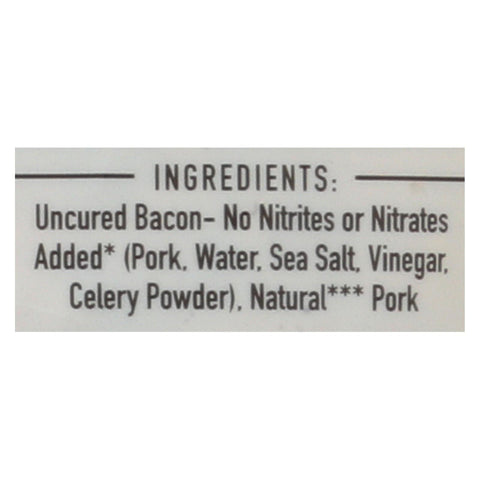 INGREDIENTS:
Uncured Bacon- No Nitrites or Nitrates
Added* (Pork, Water, Sea Salt, Vinegar,
Celery Powder), Natural*** Pork